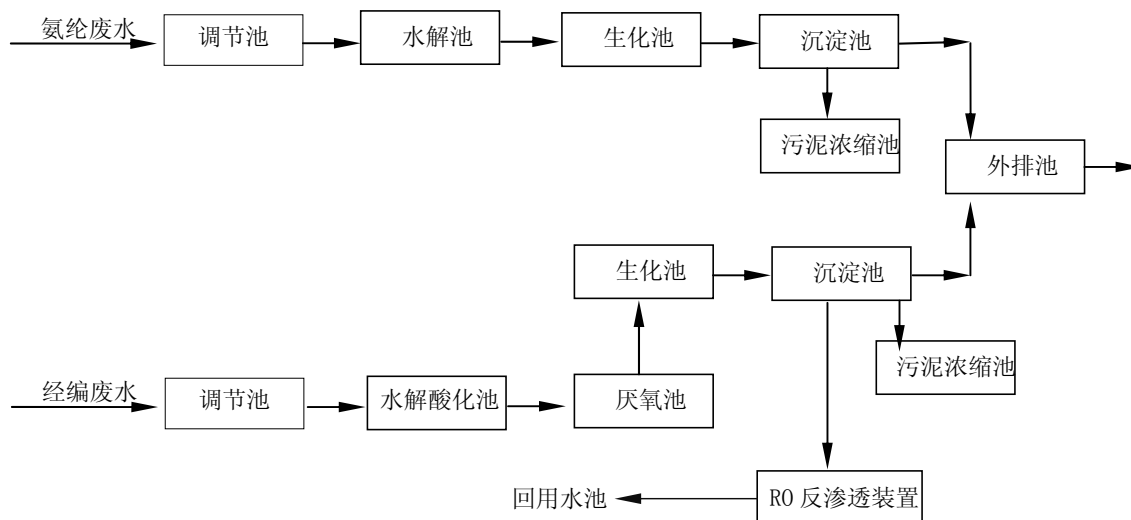 氨纶废水
调节池
水解池
生化池
沉淀池
污泥浓缩池
外排池
生化池
沉淀池
污泥浓缩池
经编废水
调节池
水解酸化池
厌氧池
回用水池
RO 反渗透装置